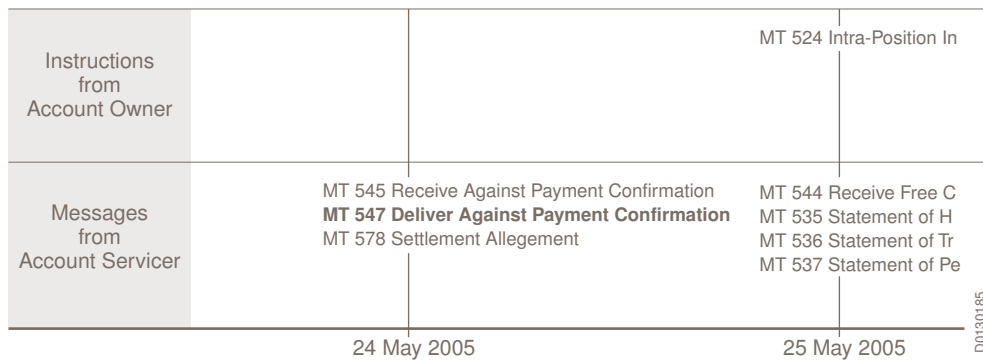 MT 524 Intra-Position In
Instructions
from
Account Owner
MT 545 Receive Against Payment Confirmation
MT 547 Deliver Against Payment Confirmation
MT 578 Settlement Allegement
MT 544 Receive Free C
MT 535 Statement of H
MT 536 Statement of Tr
MT 537 Statement of Pe
Messages
from
Account Servicer
24 May 2005
25 May 2005
D0130185